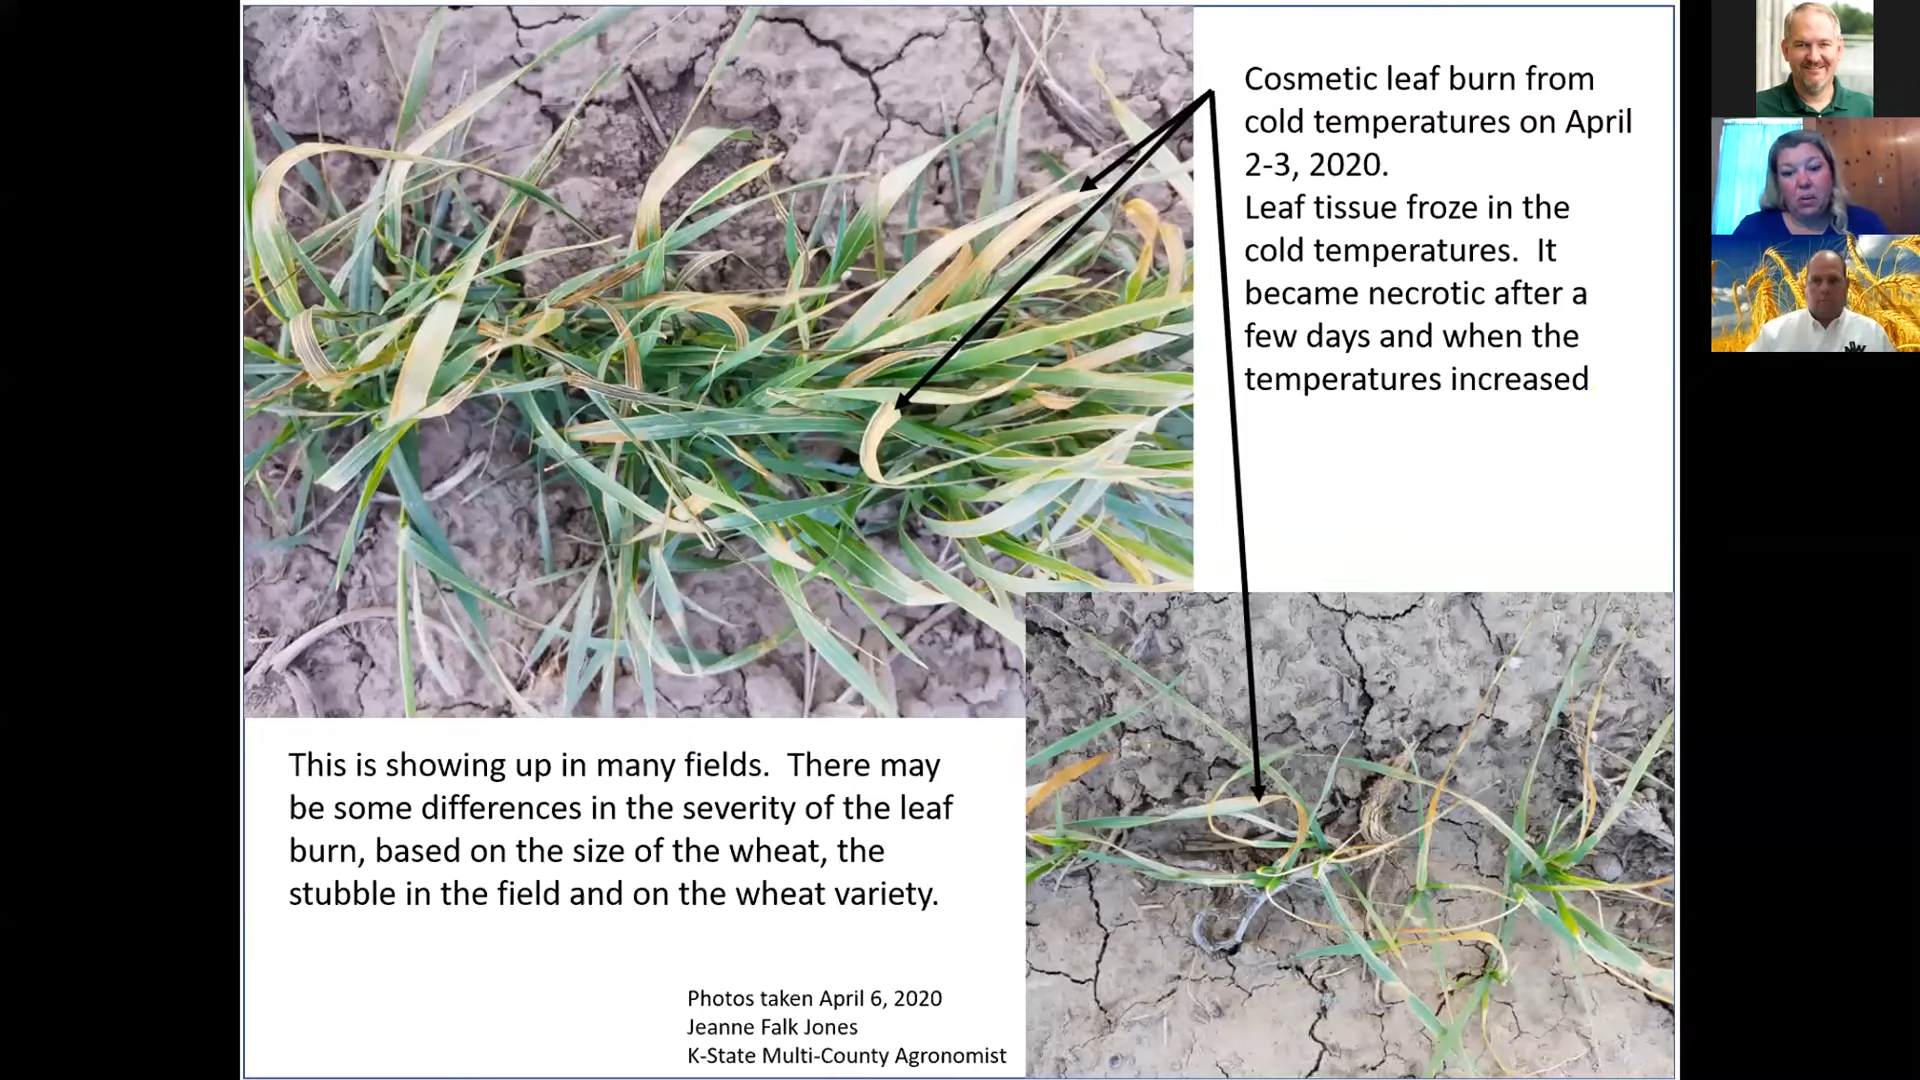 Cosmetic leaf burn from
cold temperatures on April
2-3, 2020.
Leaf tissue froze in the
cold temperatures.  It
became necrotic after a
few days and when the
temperatures increased
This is showing up in many fields.  There may
be some differences in the severity of the leaf
burn, based on the size of the wheat, the
stubble in the field and on the wheat variety.
Photos taken April 6, 2020
Jeanne Falk Jones
K-State Multi-County Agronomist